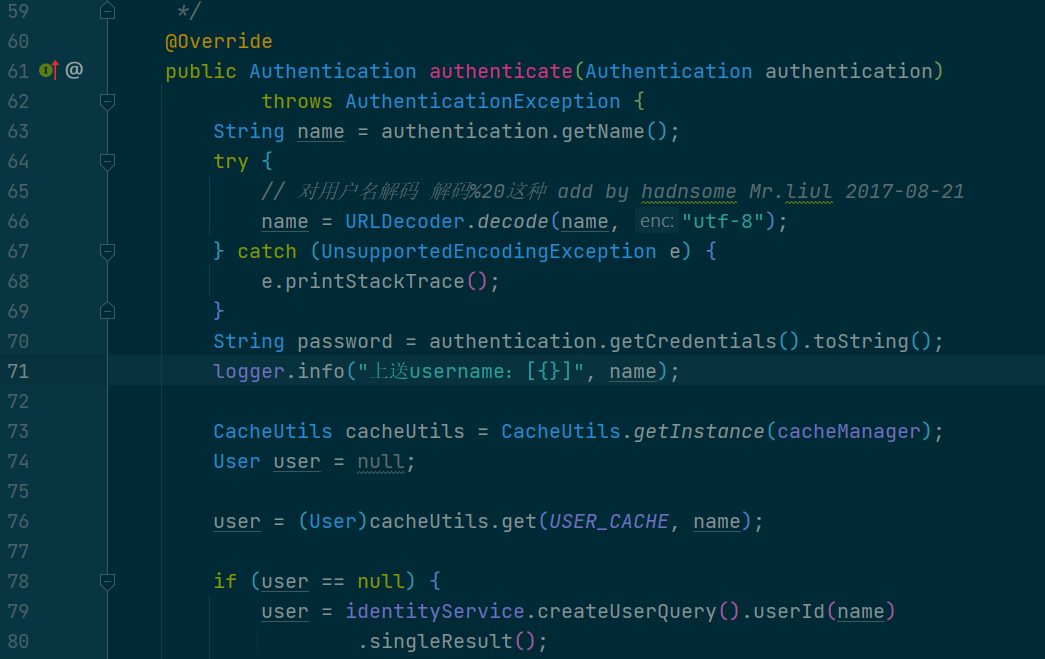 59 */
60 @Override
61 @ public Authentication authenticate(Authentication authentication)
62 throws AuthenticationException {
63 String name = authentication.getName();
64 try {
65 // 对用户名解码 解码%20这种 add by hadnsome Mr.liul 2017-08-21
66 name = URLDecoder.decode(name, enc: "utf-8");
67 } catch (UnsupportedEncodingException e) {
68 e.printStackTrace();
69 }
70 String password = authentication.getCredentials().toString();
71 logger.info("上送username：[{}]", name);
72
73 CacheUtils cacheUtils = CacheUtils.getInstance(cacheManager);
74 User user = null;
75
76 user = (User)cacheUtils.get(USER_CACHE, name);
77
78 if (user == null) {
79 user = identityService.createUserQuery().userId(name)
80 .singleResult();